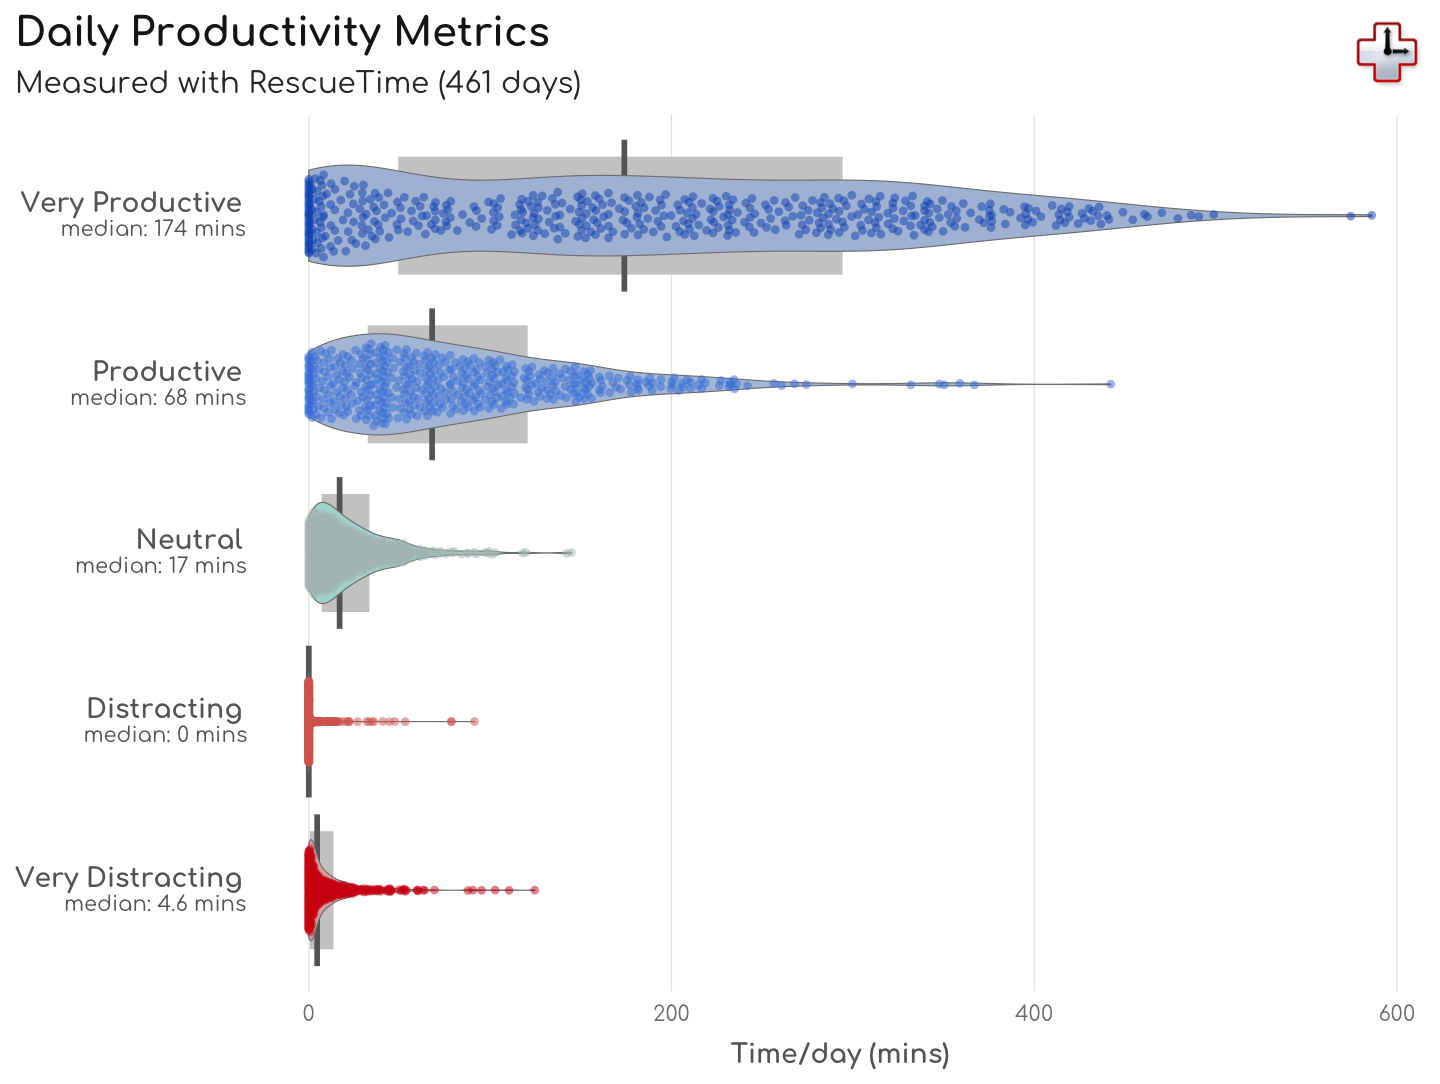 Daily Productivity Metrics
Measured with RescueTime (461 days)
Very Productive
median: 174 mins
Productive
median: 68 mins
Neutral
median: 17 mins
Distracting
median: 0 mins
Very Distracting
median: 4.6 mins
0 200 400 600
Time/day (mins)